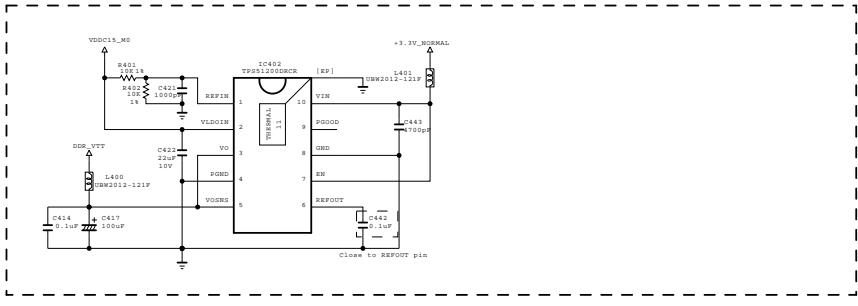 VDDC15_M0
+3.3V_NORMAL
IC402
TPS51200DRCR
[EP]
R401
10K 1%
L401
UBW2012-121F
R402
10K
1%
C421
1000pF
REFIN
1
10
VIN
THERMAL
11
VLDOIN
2
9
PGOOD
C443
4700pF
DDR_VTT
C422
22uF
10V
VO
3
8
GND
L400
UBW2012-121F
PGND
4
7
EN
VOSNS
5
6
REFOUT
C414
0.1uF
+
C417
100uF
C442
0.1uF
Close to REFOUT pin